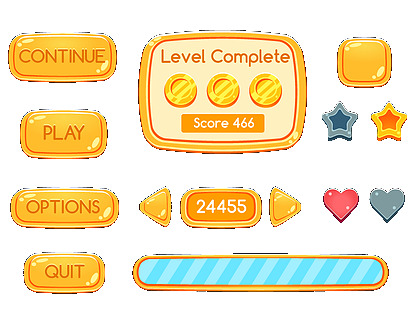 CONTINUE
Level Complete
Score 466
PLAY
OPTIONS
24455
QUIT